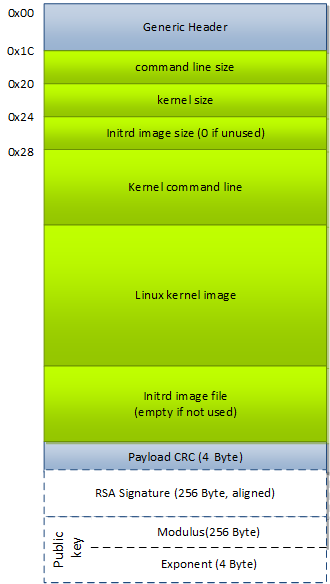 0x00
Generic Header
0x1C
command line size
0x20
kernel size
0x24
Initrd image size (0 if unused)
0x28
Kernel command line
Linux kernel image
Initrd image file
(empty if not used)
Payload CRC (4 Byte)
RSA Signature (256 Byte, aligned)
Public
key
Modulus(256 Byte)
Exponent (4 Byte)